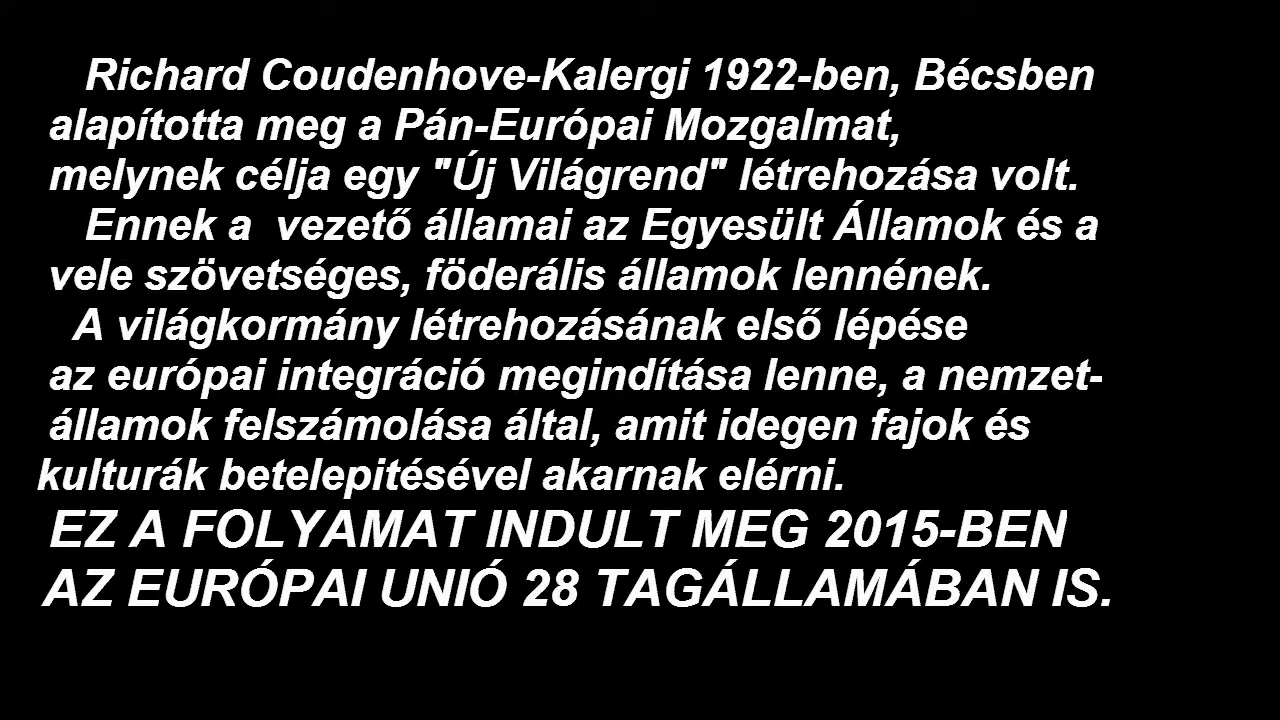 Richard Coudenhove-Kalergi 1922-ben, Bécsben
alapította meg a Pán-Európai Mozgalmat,
melynek célja egy "Új Világrend" létrehozása volt.
Ennek a  vezető államai az Egyesült Államok és a
vele szövetséges, föderális államok lennének.
A világkormány létrehozásának első lépése
az európai integráció megindítása lenne, a nemzet-
államok felszámolása által, amit idegen fajok és
kulturák betelepitésével akarnak elérni.
EZ A FOLYAMAT INDULT MEG 2015-BEN
AZ EURÓPAI UNIÓ 28 TAGÁLLAMÁBAN IS.